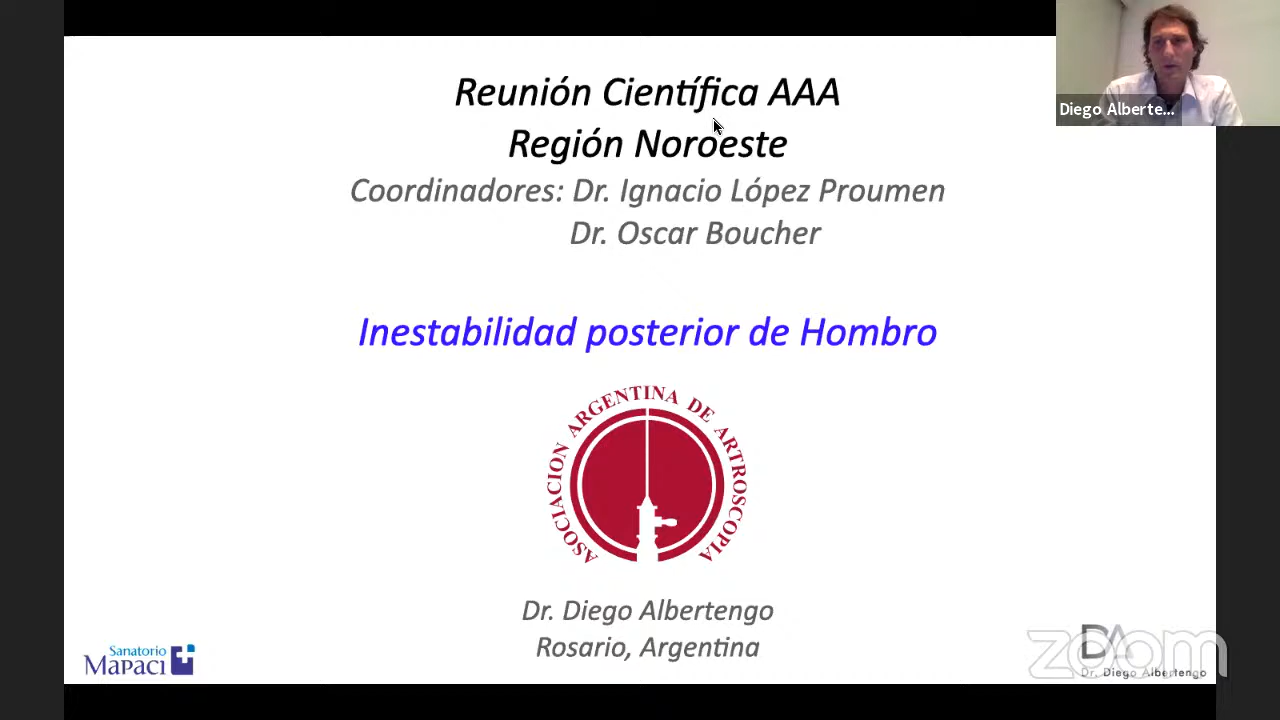 Reunión Científica AAA
Región Noroeste
Coordinadores: Dr. Ignacio López Proumen
Dr. Oscar Boucher
Inestabilidad posterior de Hombro
ASOCIACION ARGENTINA DE ARTROSCOPIA
Dr. Diego Albertengo
Rosario, Argentina
Sanatorio
MAPACI
DA
Dr. Diego Albertengo
zoom
Diego Alberte...